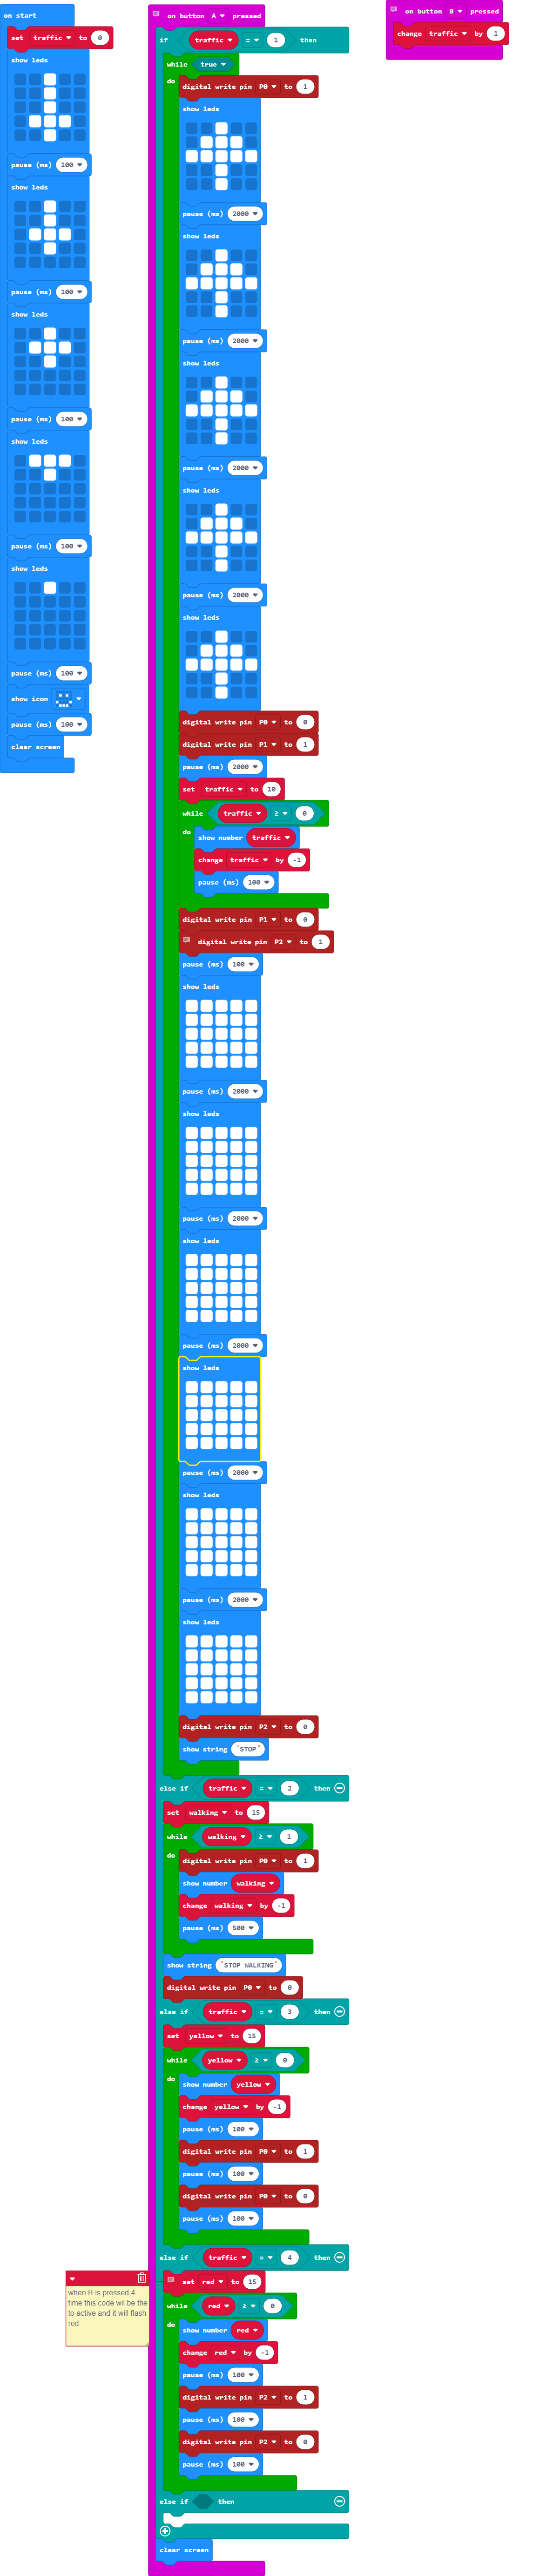 on start
set traffic to 0
show leds
pause (ms) 100
show leds
pause (ms) 100
show leds
pause (ms) 100
show leds
pause (ms) 100
show leds
pause (ms) 100
show icon
pause (ms) 100
clear screen
on button A pressed
if traffic = 1 then
while true
do
digital write pin P0 to 1
show leds
pause (ms) 2000
show leds
pause (ms) 2000
show leds
pause (ms) 2000
show leds
pause (ms) 2000
show leds
digital write pin P0 to 0
digital write pin P1 to 1
pause (ms) 2000
set traffic to 10
while traffic ≥ 0
do
show number traffic
change traffic by -1
pause (ms) 100
digital write pin P1 to 0
digital write pin P2 to 1
pause (ms) 100
show leds
pause (ms) 2000
show leds
pause (ms) 2000
show leds
pause (ms) 2000
show leds
pause (ms) 2000
show leds
pause (ms) 2000
show leds
digital write pin P2 to 0
show string "STOP"
else if traffic = 2 then
set walking to 15
while walking ≥ 1
do
digital write pin P0 to 1
show number walking
change walking by -1
pause (ms) 500
show string "STOP WALKING"
digital write pin P0 to 0
else if traffic = 3 then
set yellow to 15
while yellow ≥ 0
do
show number yellow
change yellow by -1
pause (ms) 100
digital write pin P0 to 1
pause (ms) 100
digital write pin P0 to 0
pause (ms) 100
else if traffic = 4 then
set red to 15
while red ≥ 0
do
show number red
change red by -1
pause (ms) 100
digital write pin P2 to 1
pause (ms) 100
digital write pin P2 to 0
pause (ms) 100
else if then
clear screen
when B is pressed 4
time this code wil be the
to active and it will flash
red
on button B pressed
change traffic by 1